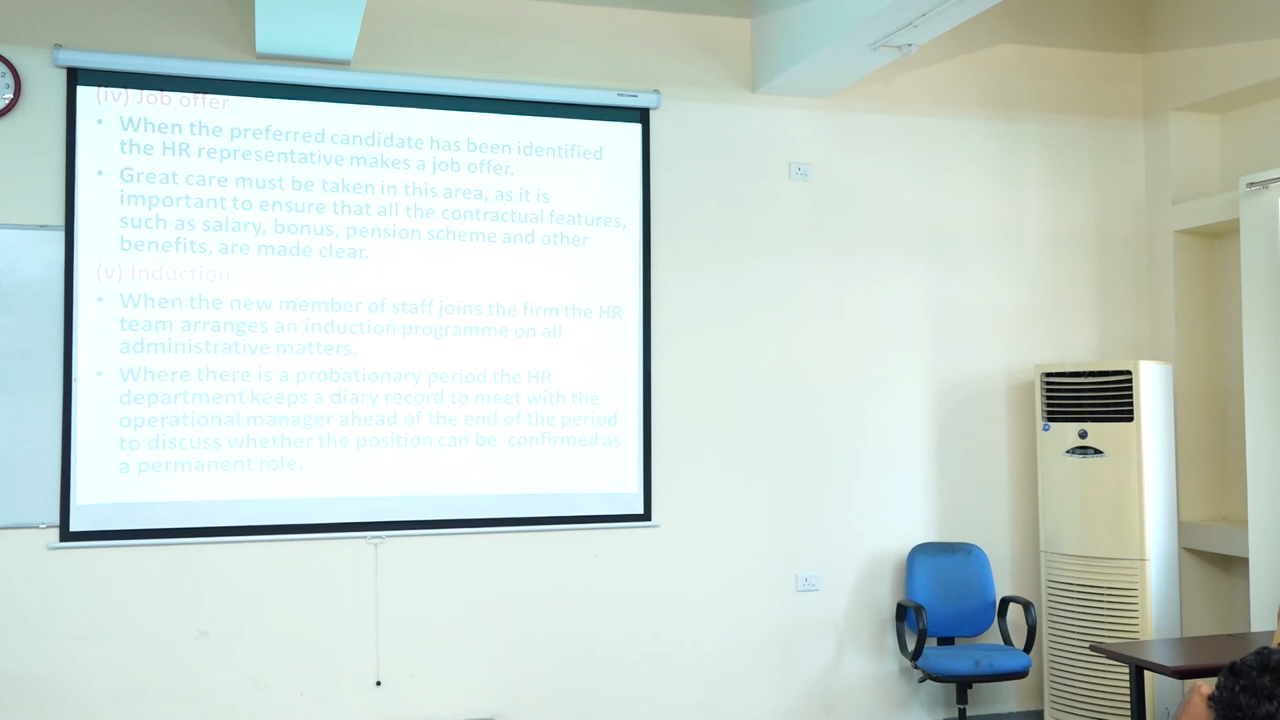 (iv) Job offer
• When the preferred candidate has been identified
the HR representative makes a job offer.
• Great care must be taken in this area, as it is
important to ensure that all the contractual features,
such as salary, bonus, pension scheme and other
benefits, are made clear.
(v) Induction
• When the new member of staff joins the firm the HR
team arranges an induction programme on all
administrative matters.
• Where there is a probationary period the HR
department keeps a diary record to meet with the
operational manager ahead of the end of the period
to discuss whether the position can be confirmed as
a permanent role.
2
3